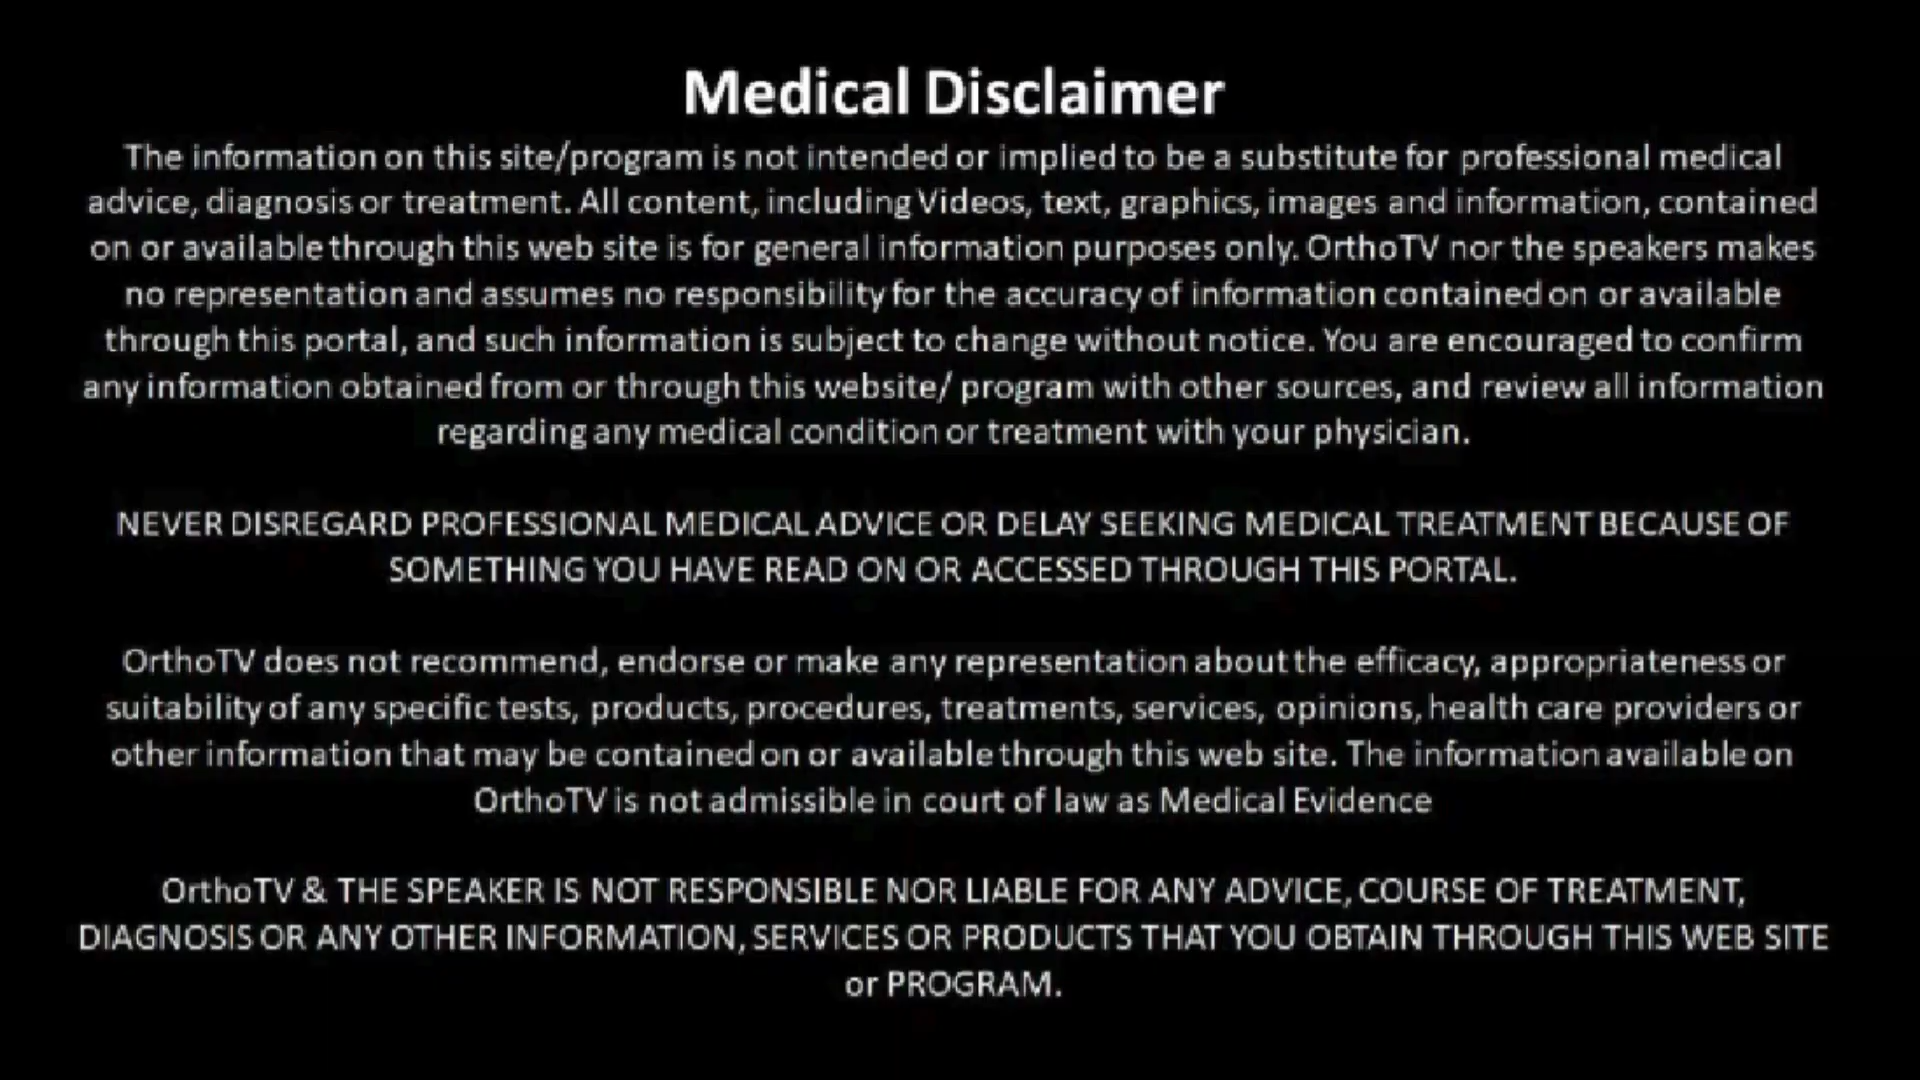 Medical Disclaimer
The information on this site/program is not intended or implied to be a substitute for professional medical
advice, diagnosis or treatment. All content, including Videos, text, graphics, images and information, contained
on or available through this web site is for general information purposes only. OrthoTV nor the speakers makes
no representation and assumes no responsibility for the accuracy of information contained on or available
through this portal, and such information is subject to change without notice. You are encouraged to confirm
any information obtained from or through this website/ program with other sources, and review all information
regarding any medical condition or treatment with your physician.
NEVER DISREGARD PROFESSIONAL MEDICAL ADVICE OR DELAY SEEKING MEDICAL TREATMENT BECAUSE OF
SOMETHING YOU HAVE READ ON OR ACCESSED THROUGH THIS PORTAL.
OrthoTV does not recommend, endorse or make any representation about the efficacy, appropriateness or
suitability of any specific tests, products, procedures, treatments, services, opinions, health care providers or
other information that may be contained on or available through this web site. The information available on
OrthoTV is not admissible in court of law as Medical Evidence
OrthoTV & THE SPEAKER IS NOT RESPONSIBLE NOR LIABLE FOR ANY ADVICE, COURSE OF TREATMENT,
DIAGNOSIS OR ANY OTHER INFORMATION, SERVICES OR PRODUCTS THAT YOU OBTAIN THROUGH THIS WEB SITE
or PROGRAM.